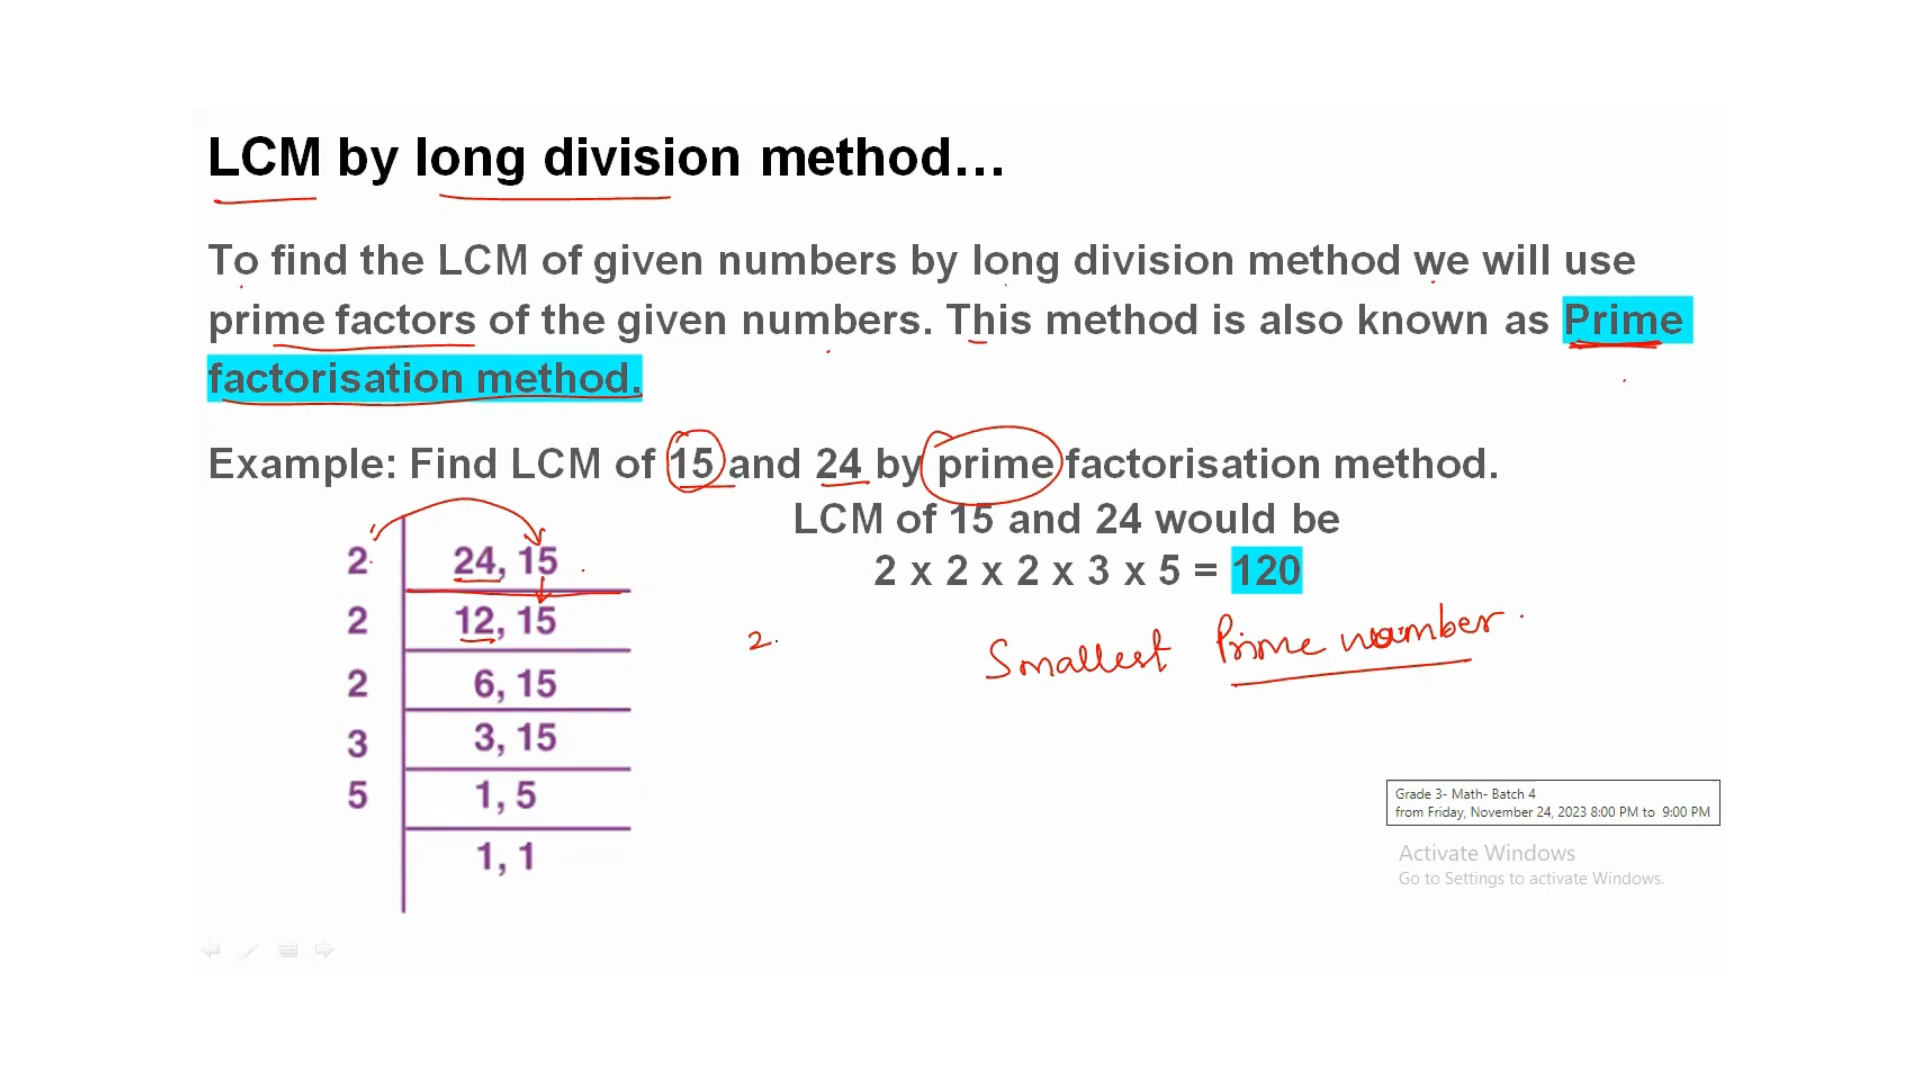 LCM by long division method...
To find the LCM of given numbers by long division method we will use
prime factors of the given numbers. This method is also known as Prime
factorisation method.
Example: Find LCM of 15 and 24 by prime factorisation method.
LCM of 15 and 24 would be
2 x 2 x 2 x 3 x 5 = 120
2 24, 15
2 12, 15
2 6, 15
3 3, 15
5 1, 5
1, 1
2.
Smallest Prime number.
Grade 3- Math- Batch 4
from Friday, November 24, 2023 8:00 PM to 9:00 PM
Activate Windows
Go to Settings to activate Windows.